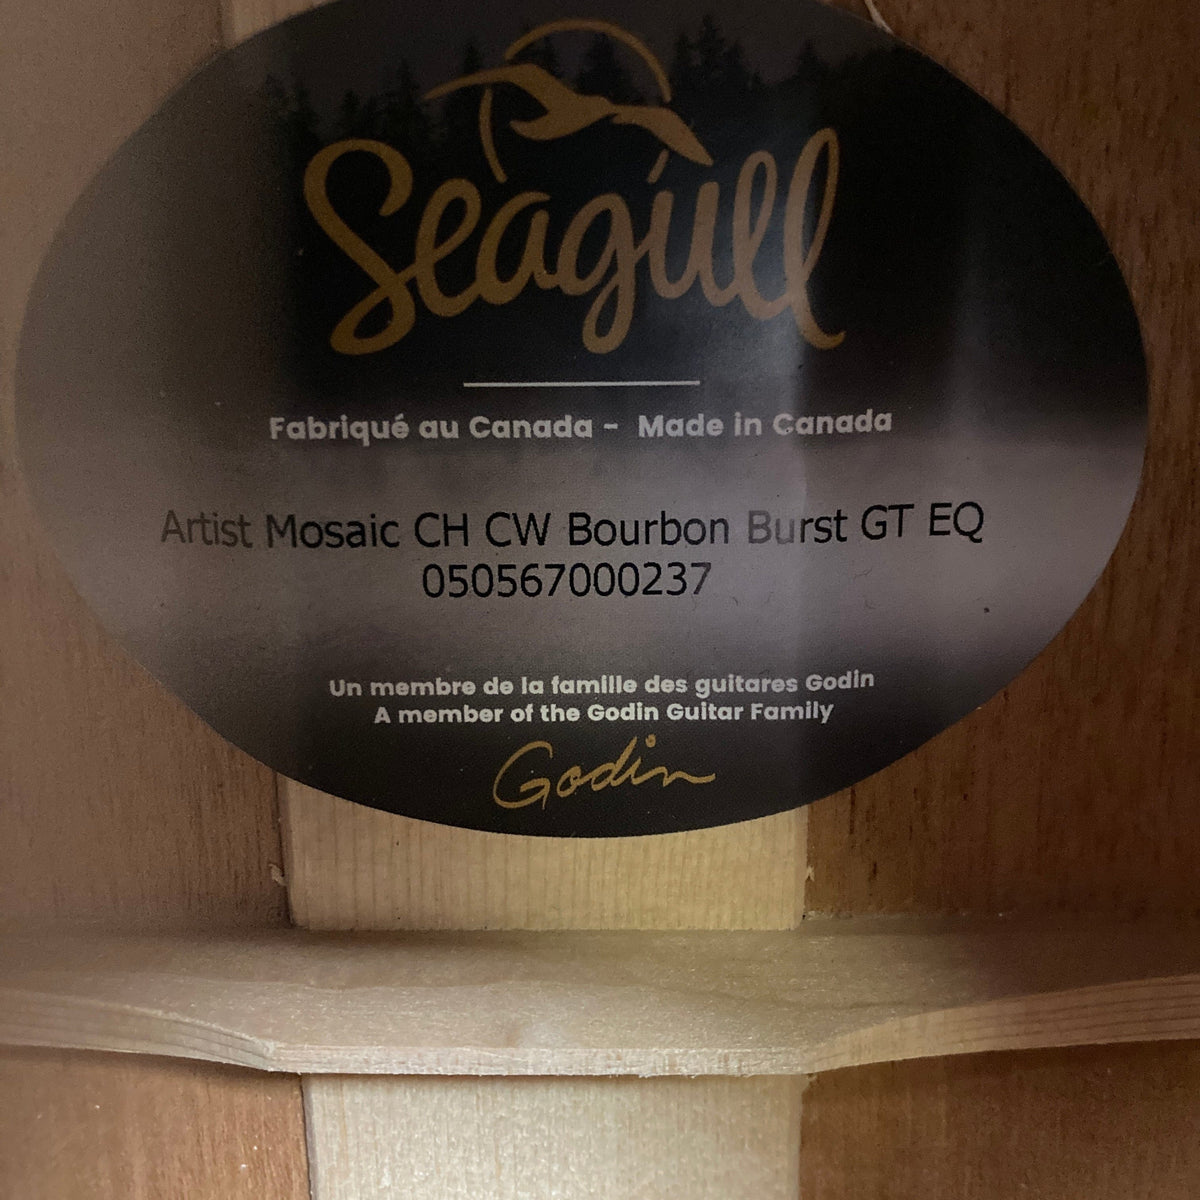 Seagull
Fabriqué au Canada - Made in Canada
Artist Mosaic CH CW Bourbon Burst GT EQ
050567000237
Un membre de la famille des guitares Godin
A member of the Godin Guitar Family
Godin